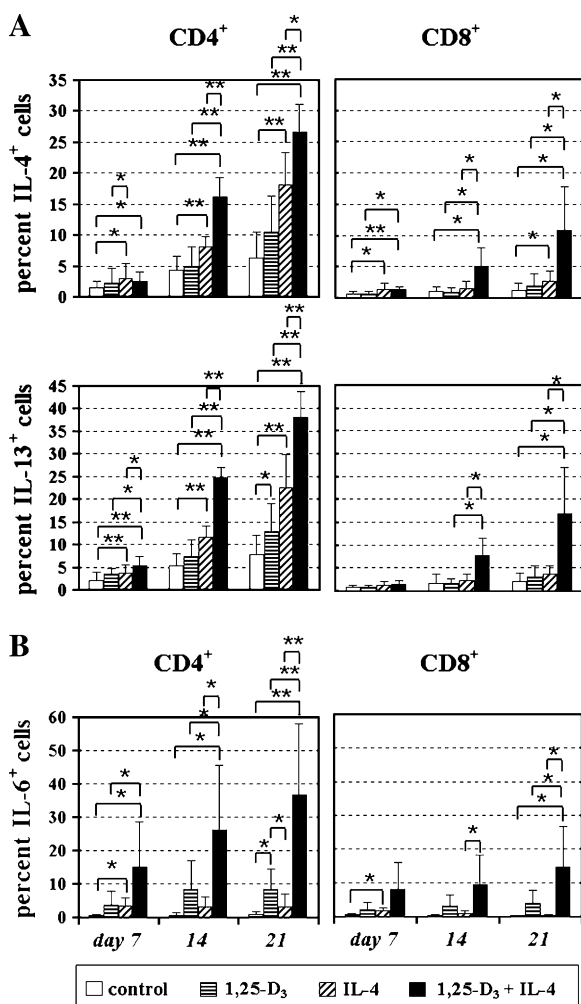 A
CD4+ CD8+
percent IL-4+ cells
35
30
25
20
15
10
5
0
* ** ** ** * ** ** ** ** * * *
* * * * * * * ** * * * *
percent IL-13+ cells
45
40
35
30
25
20
15
10
5
0
** ** ** ** * ** ** ** ** * * ** **
* * * * *
B
CD4+ CD8+
percent IL-6+ cells
60
50
40
30
20
10
0
** ** ** * * * * * * * *
* * * * *
day 7 14 21 day 7 14 21
control 1,25-D3 IL-4 1,25-D3 + IL-4